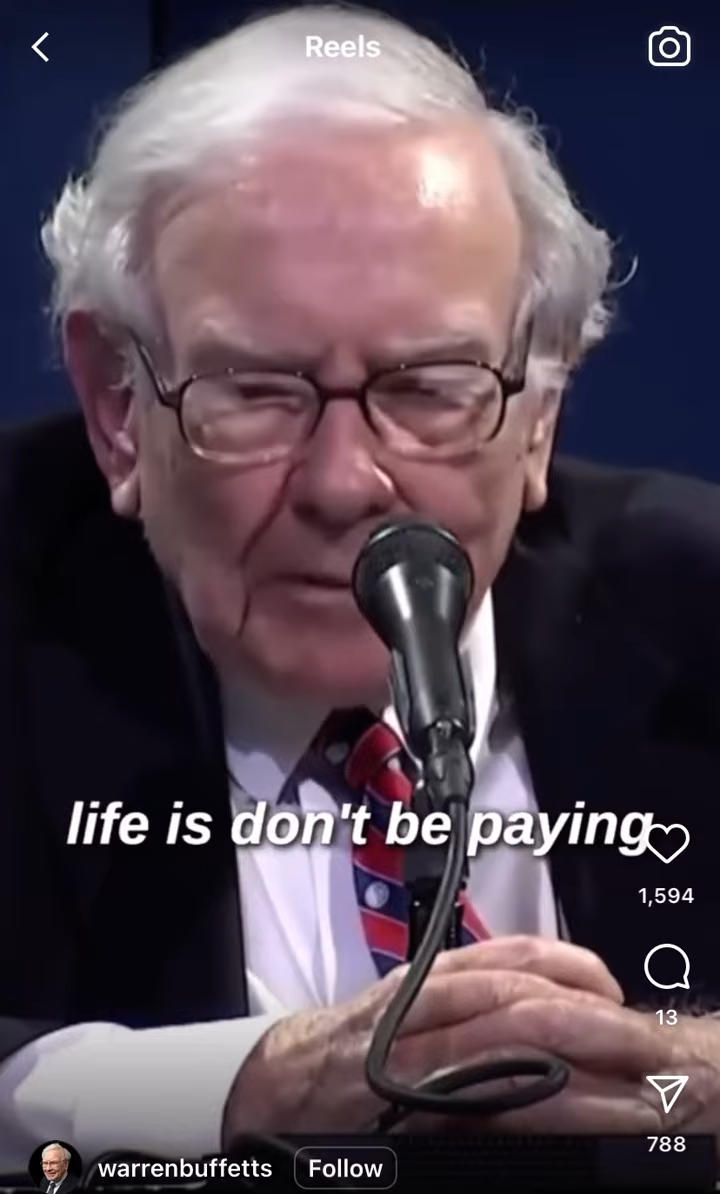 Reels
life is don't be paying
1,594
13
788
warrenbuffetts Follow